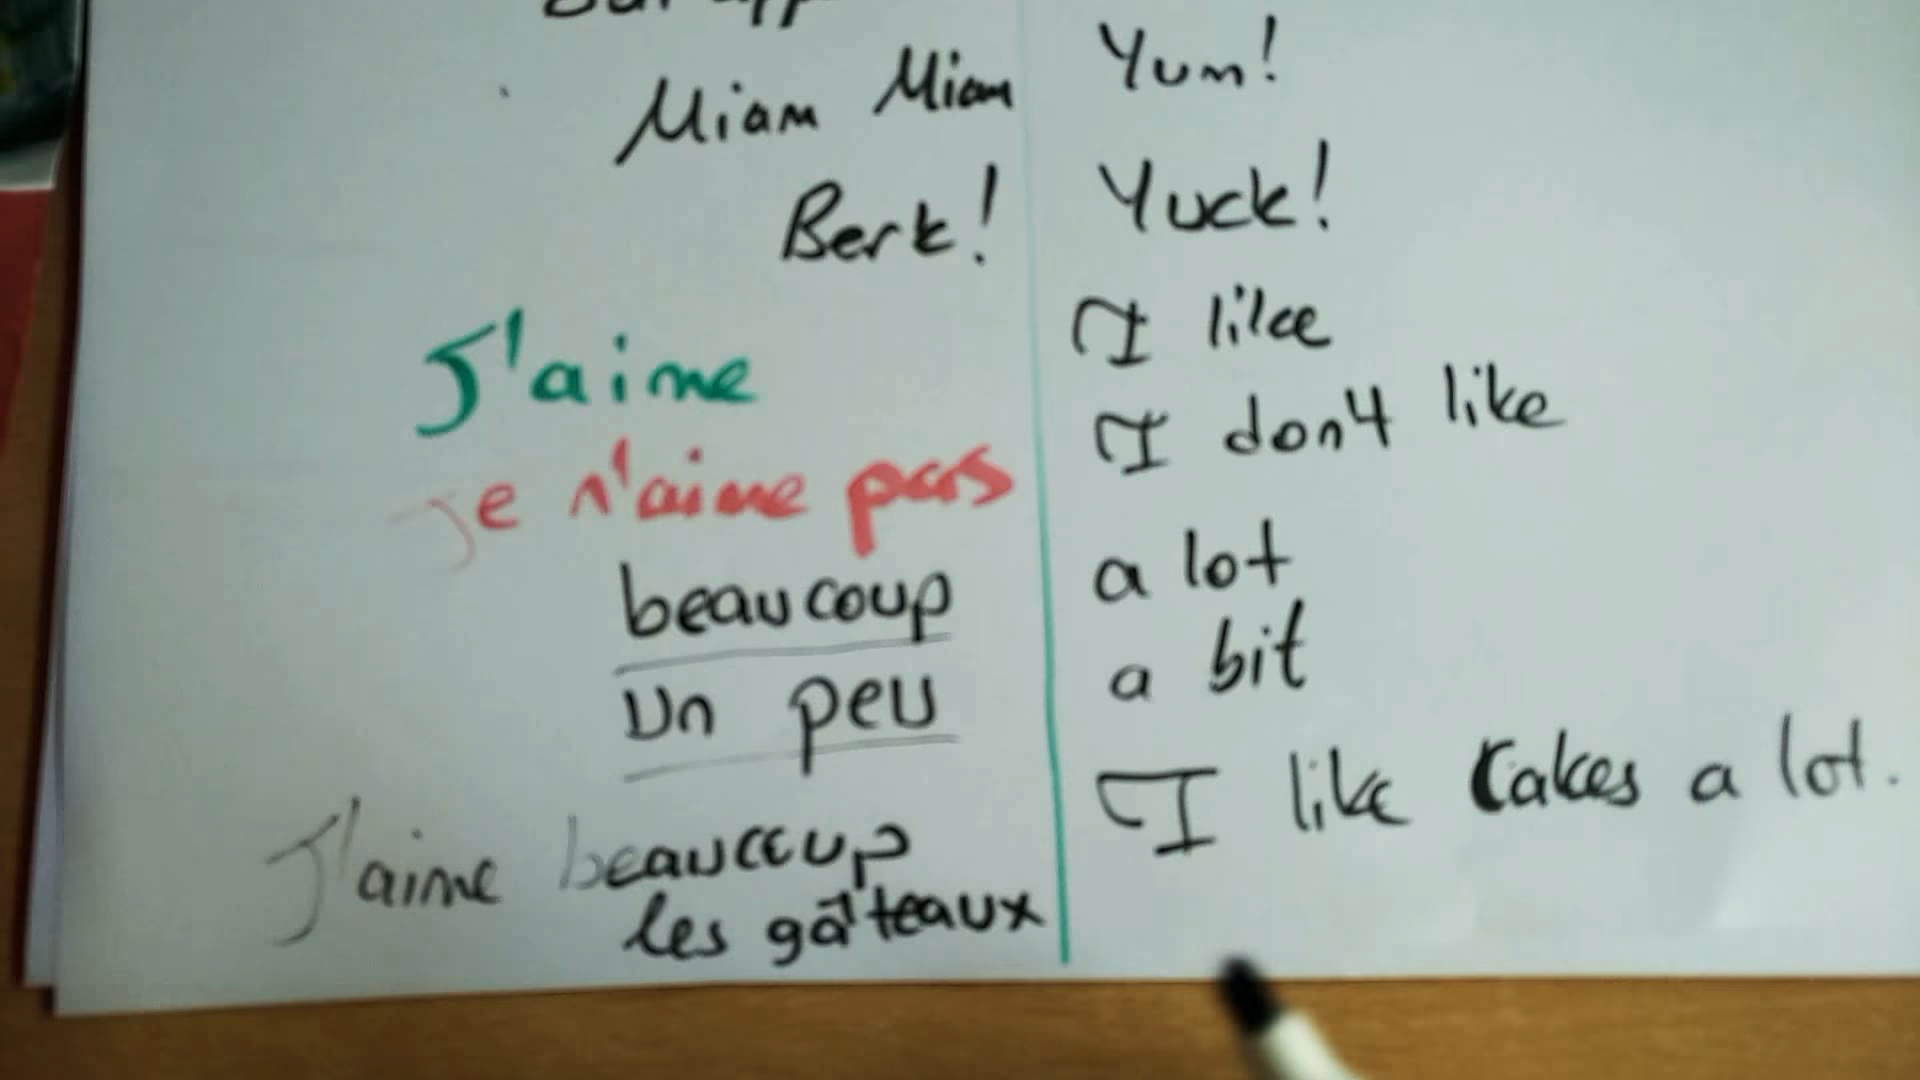 Miam Miam Yum!
Berk! Yuck!
J'aime I like
je n'aime pas I don't like
beaucoup a lot
un peu a bit
J'aime beaucoup I like cakes a lot.
les gâteaux